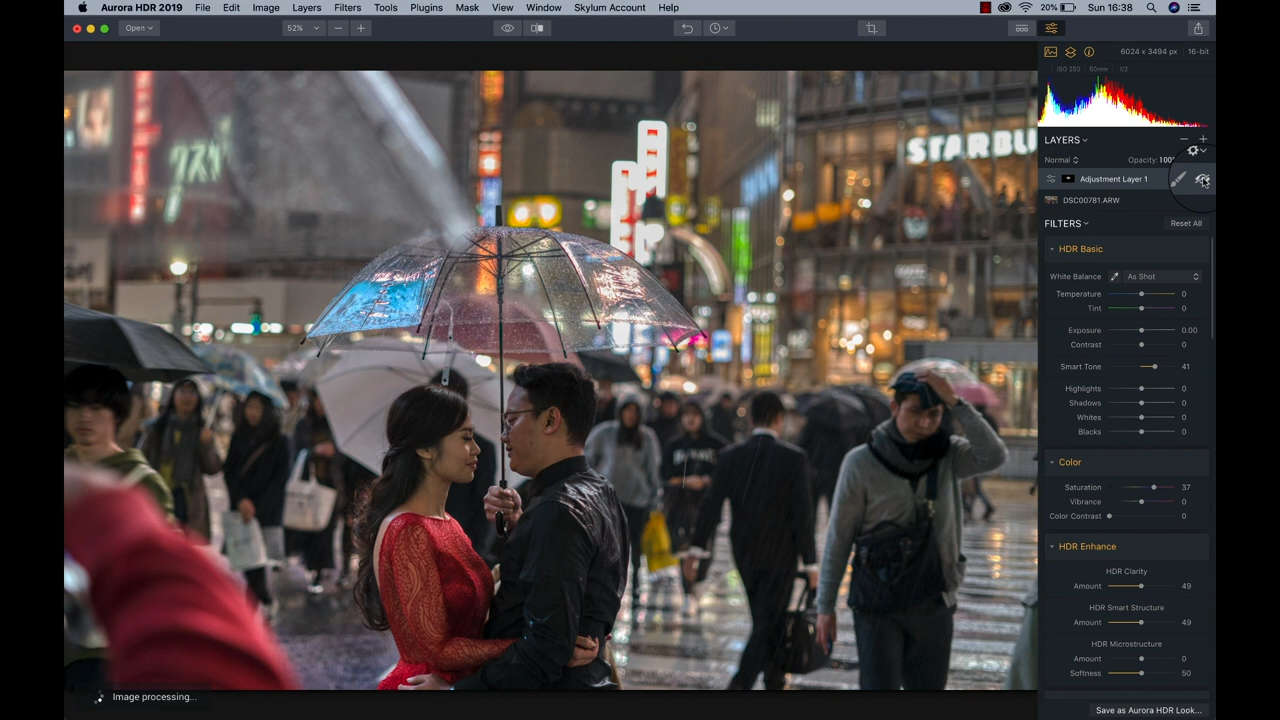 Aurora HDR 2019 File Edit Image Layers Filters Tools Plugins Mask View Window Skylum Account Help 20% Sun 16:38
Open 52%
6024 x 3494 px 16-bit
ISO 250 50mm f/2
LAYERS
Normal Opacity: 100%
Adjustment Layer 1
DSC00781.ARW
FILTERS Reset All
HDR Basic
White Balance As Shot
Temperature 0
Tint 0
Exposure 0.00
Contrast 0
Smart Tone 41
Highlights 0
Shadows 0
Whites 0
Blacks 0
Color
Saturation 37
Vibrance 0
Color Contrast 0
HDR Enhance
HDR Clarity
Amount 49
HDR Smart Structure
Amount 49
HDR Microstructure
Amount 0
Softness 50
Save as Aurora HDR Look...
Image processing...
STARBU